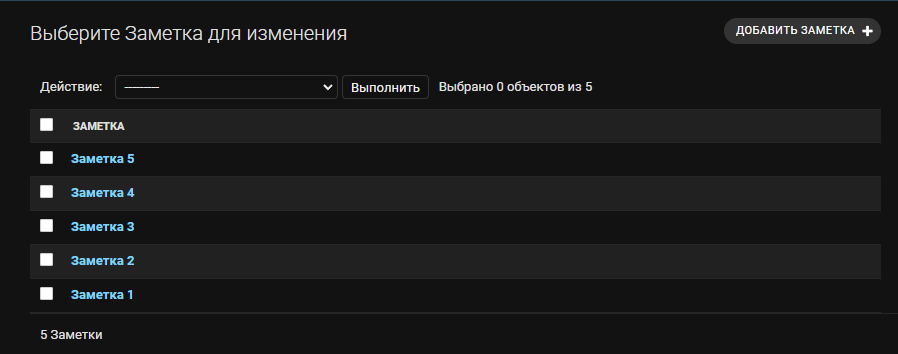 Выберите Заметка для изменения
ДОБАВИТЬ ЗАМЕТКА +
Действие: --------- Выполнить Выбрано 0 объектов из 5
ЗАМЕТКА
Заметка 5
Заметка 4
Заметка 3
Заметка 2
Заметка 1
5 Заметки